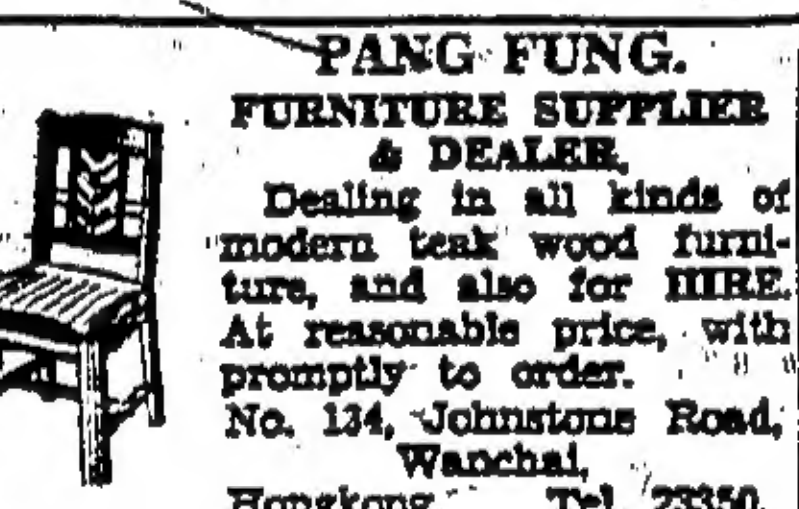 PANG FUNG.
FURNITURE SUPPLIER
& DEALER,
Dealing in all kinds of
modern teak wood furni-
ture, and also for HIRE.
At reasonable price, with
promptly to order.
No. 134, Johnstone Road,
Wanchai,
Hongkong Tel. 23350.